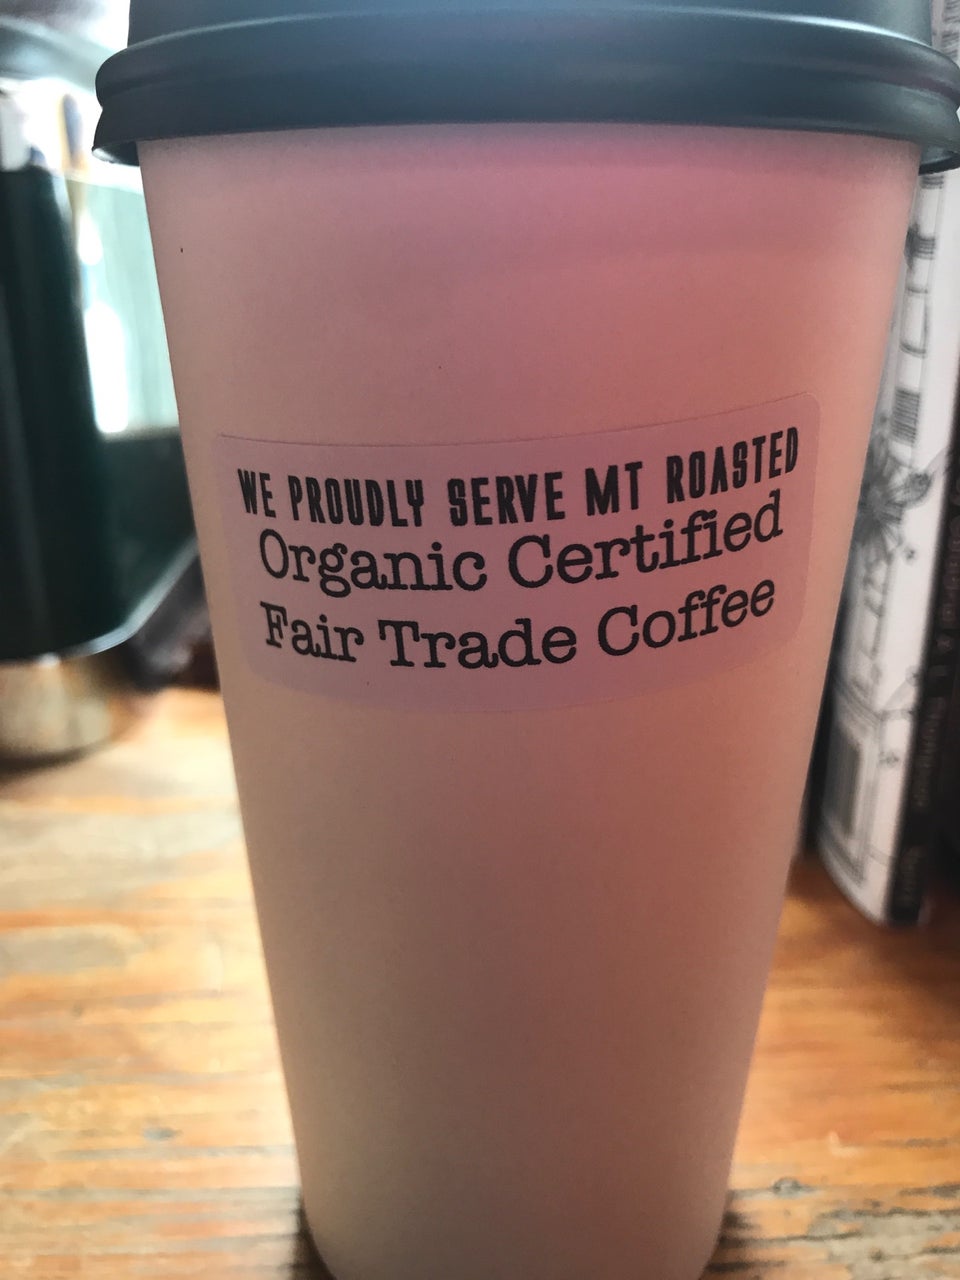 WE PROUDLY SERVE MT ROASTED
Organic Certified
Fair Trade Coffee